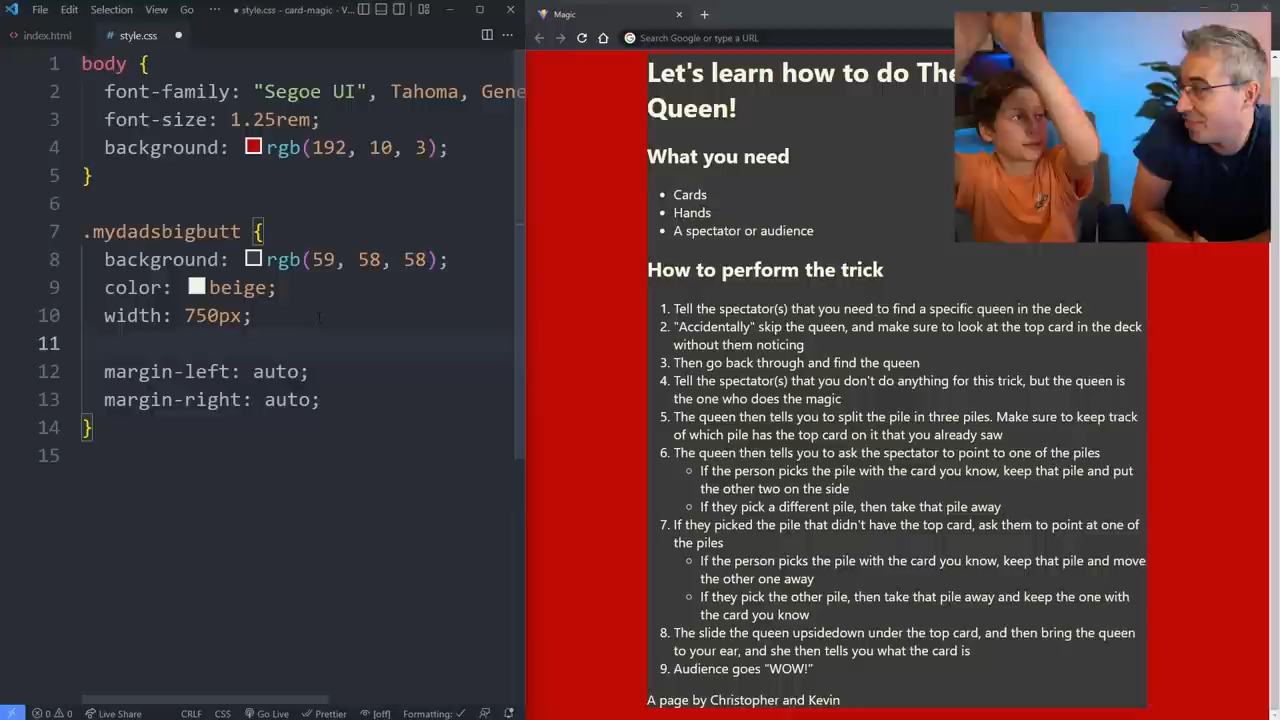 File Edit Selection View Go ··· • style.css - card-magic - V...
index.html style.css
1 body {
2 font-family: "Segoe UI", Tahoma, Gene
3 font-size: 1.25rem;
4 background: rgb(192, 10, 3);
5 }
6
7 .mydadsbigbutt {
8 background: rgb(59, 58, 58);
9 color: beige;
10 width: 750px;
11
12 margin-left: auto;
13 margin-right: auto;
14 }
15
0 0 Live Share CRLF CSS Go Live Prettier [off] Formatting: ✓
Magic
Search Google or type a URL
Let's learn how to do The
Queen!
What you need
• Cards
• Hands
• A spectator or audience
How to perform the trick
1. Tell the spectator(s) that you need to find a specific queen in the deck
2. "Accidentally" skip the queen, and make sure to look at the top card in the deck
without them noticing
3. Then go back through and find the queen
4. Tell the spectator(s) that you don't do anything for this trick, but the queen is
the one who does the magic
5. The queen then tells you to split the pile in three piles. Make sure to keep track
of which pile has the top card on it that you already saw
6. The queen then tells you to ask the spectator to point to one of the piles
○ If the person picks the pile with the card you know, keep that pile and put
the other two on the side
○ If they pick a different pile, then take that pile away
7. If they picked the pile that didn't have the top card, ask them to point at one of
the piles
○ If the person picks the pile with the card you know, keep that pile and move
the other one away
○ If they pick the other pile, then take that pile away and keep the one with
the card you know
8. The slide the queen upsidedown under the top card, and then bring the queen
to your ear, and she then tells you what the card is
9. Audience goes "WOW!"
A page by Christopher and Kevin